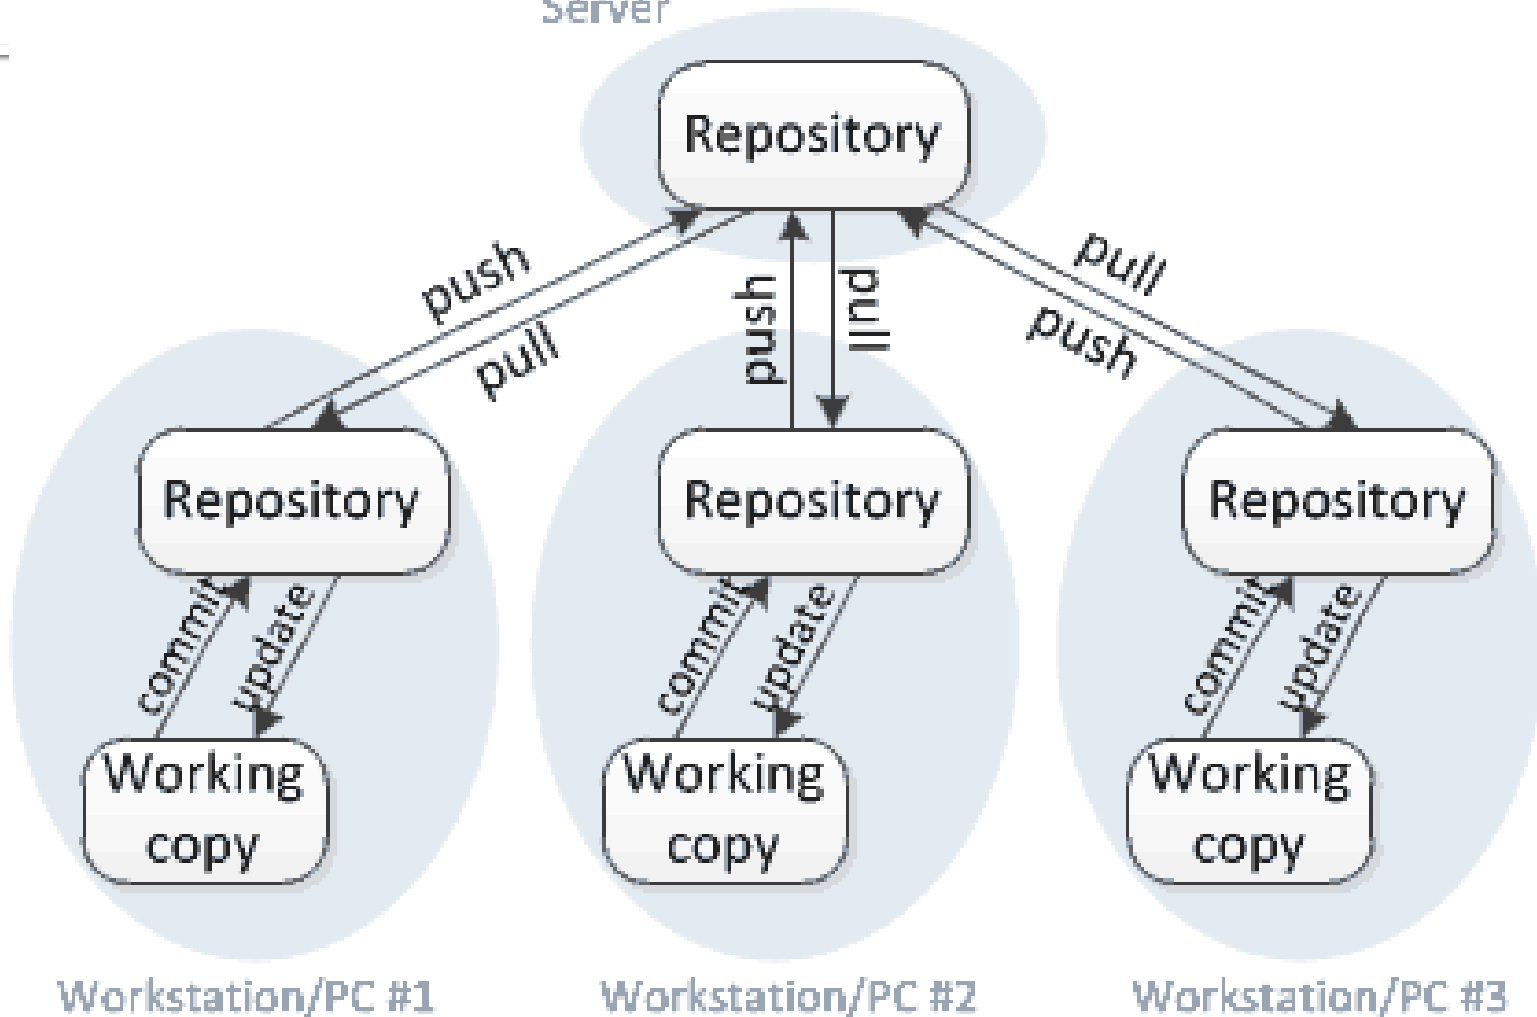 Server
Repository
push
pull
push
pull
pull
push
Repository
Repository
Repository
commit
update
commit
update
commit
update
Working
copy
Working
copy
Working
copy
Workstation/PC #1
Workstation/PC #2
Workstation/PC #3